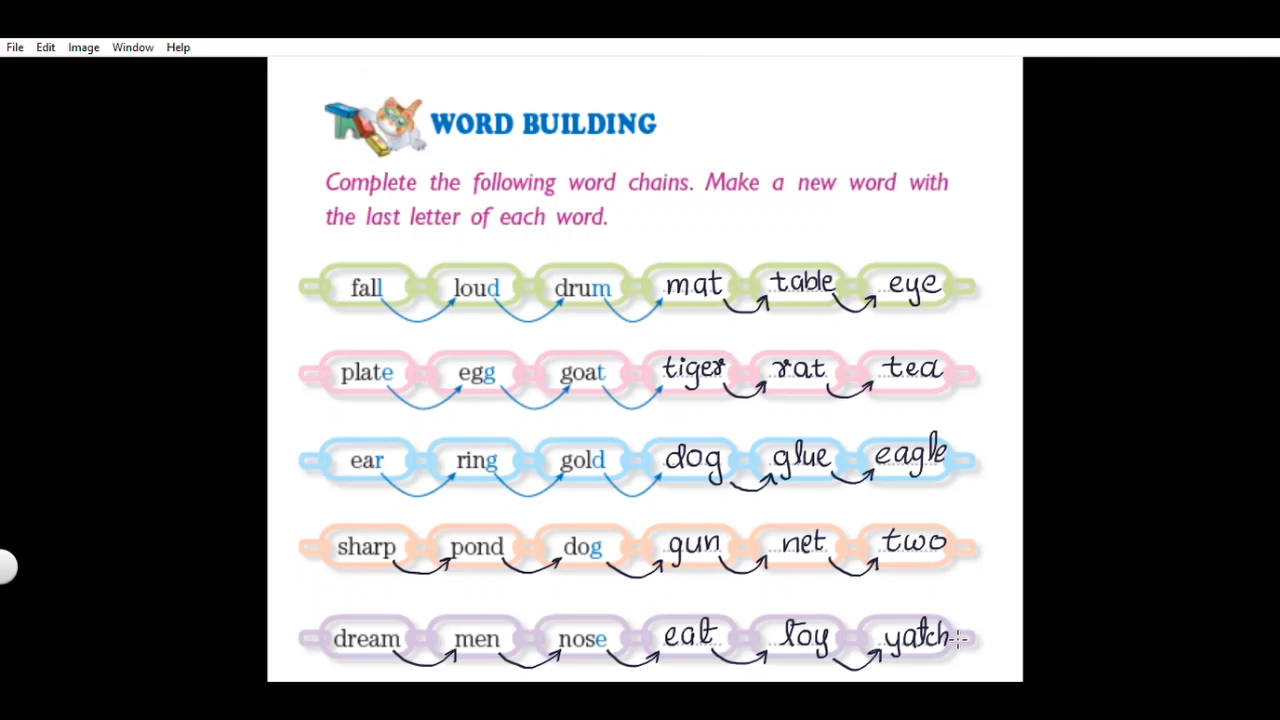 File Edit Image Window Help
WORD BUILDING
Complete the following word chains. Make a new word with
the last letter of each word.
fall loud drum mat table eye
plate egg goat tiger rat tea
ear ring gold dog glue eagle
sharp pond dog gun net two
dream men nose eat toy yatch